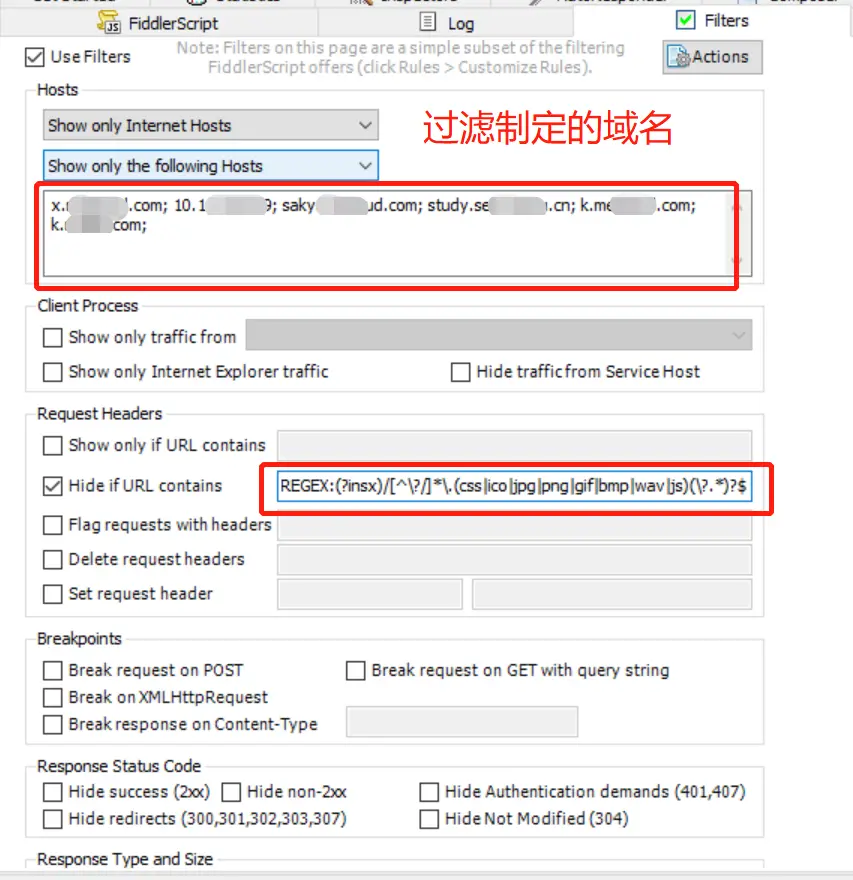 FiddlerScript
Log
Filters
Use Filters
Note: Filters on this page are a simple subset of the filtering
FiddlerScript offers (click Rules > Customize Rules).
Actions
Hosts
Show only Internet Hosts
过滤制定的域名
Show only the following Hosts
x. .com; 10.1 9; saky ud.com; study.se .cn; k.me .com;
k. com;
Client Process
Show only traffic from
Show only Internet Explorer traffic
Hide traffic from Service Host
Request Headers
Show only if URL contains
Hide if URL contains
REGEX:(?insx)/[^\?/]*\.(css|ico|jpg|png|gif|bmp|wav|js)(\?.*)?$
Flag requests with headers
Delete request headers
Set request header
Breakpoints
Break request on POST
Break request on GET with query string
Break on XMLHttpRequest
Break response on Content-Type
Response Status Code
Hide success (2xx)
Hide non-2xx
Hide Authentication demands (401,407)
Hide redirects (300,301,302,303,307)
Hide Not Modified (304)
Response Type and Size